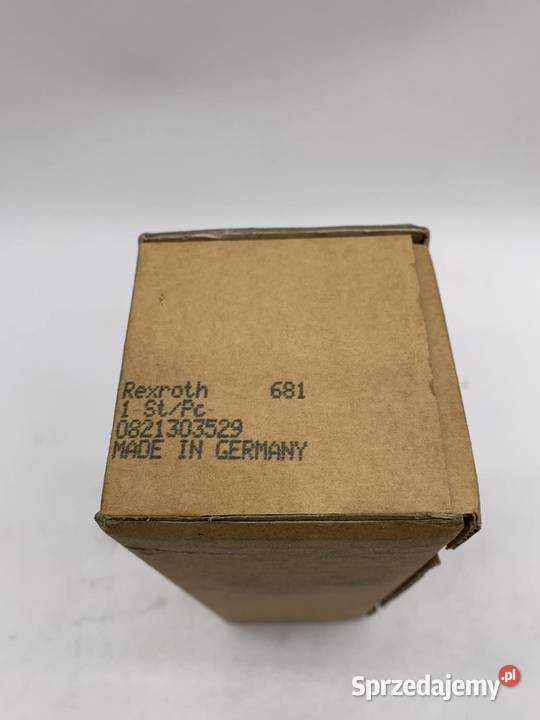 Rexroth 681
1 St/Pc
0821303529
MADE IN GERMANY
Sprzedajemy.pl